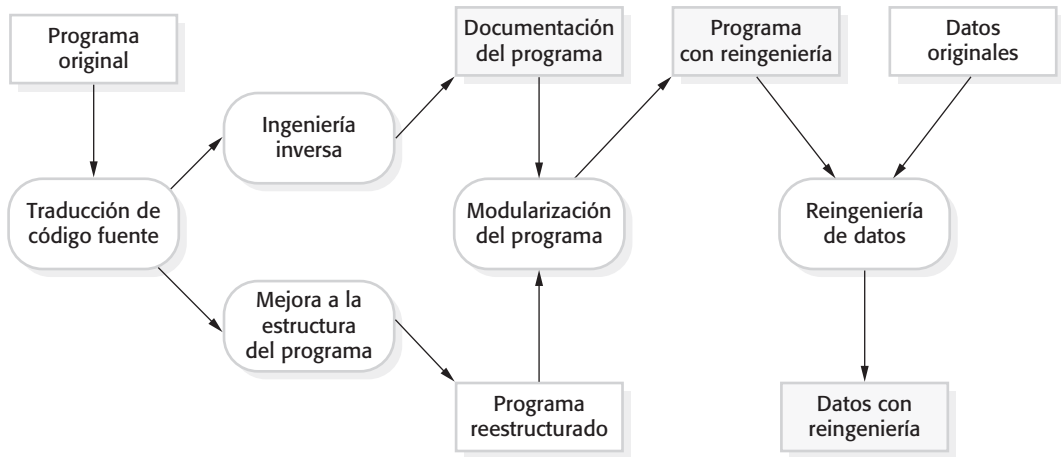 Programa
original
Documentación
del programa
Programa
con reingeniería
Datos
originales
Ingeniería
inversa
Traducción de
código fuente
Modularización
del programa
Reingeniería
de datos
Mejora a la
estructura
del programa
Programa
reestructurado
Datos con
reingeniería